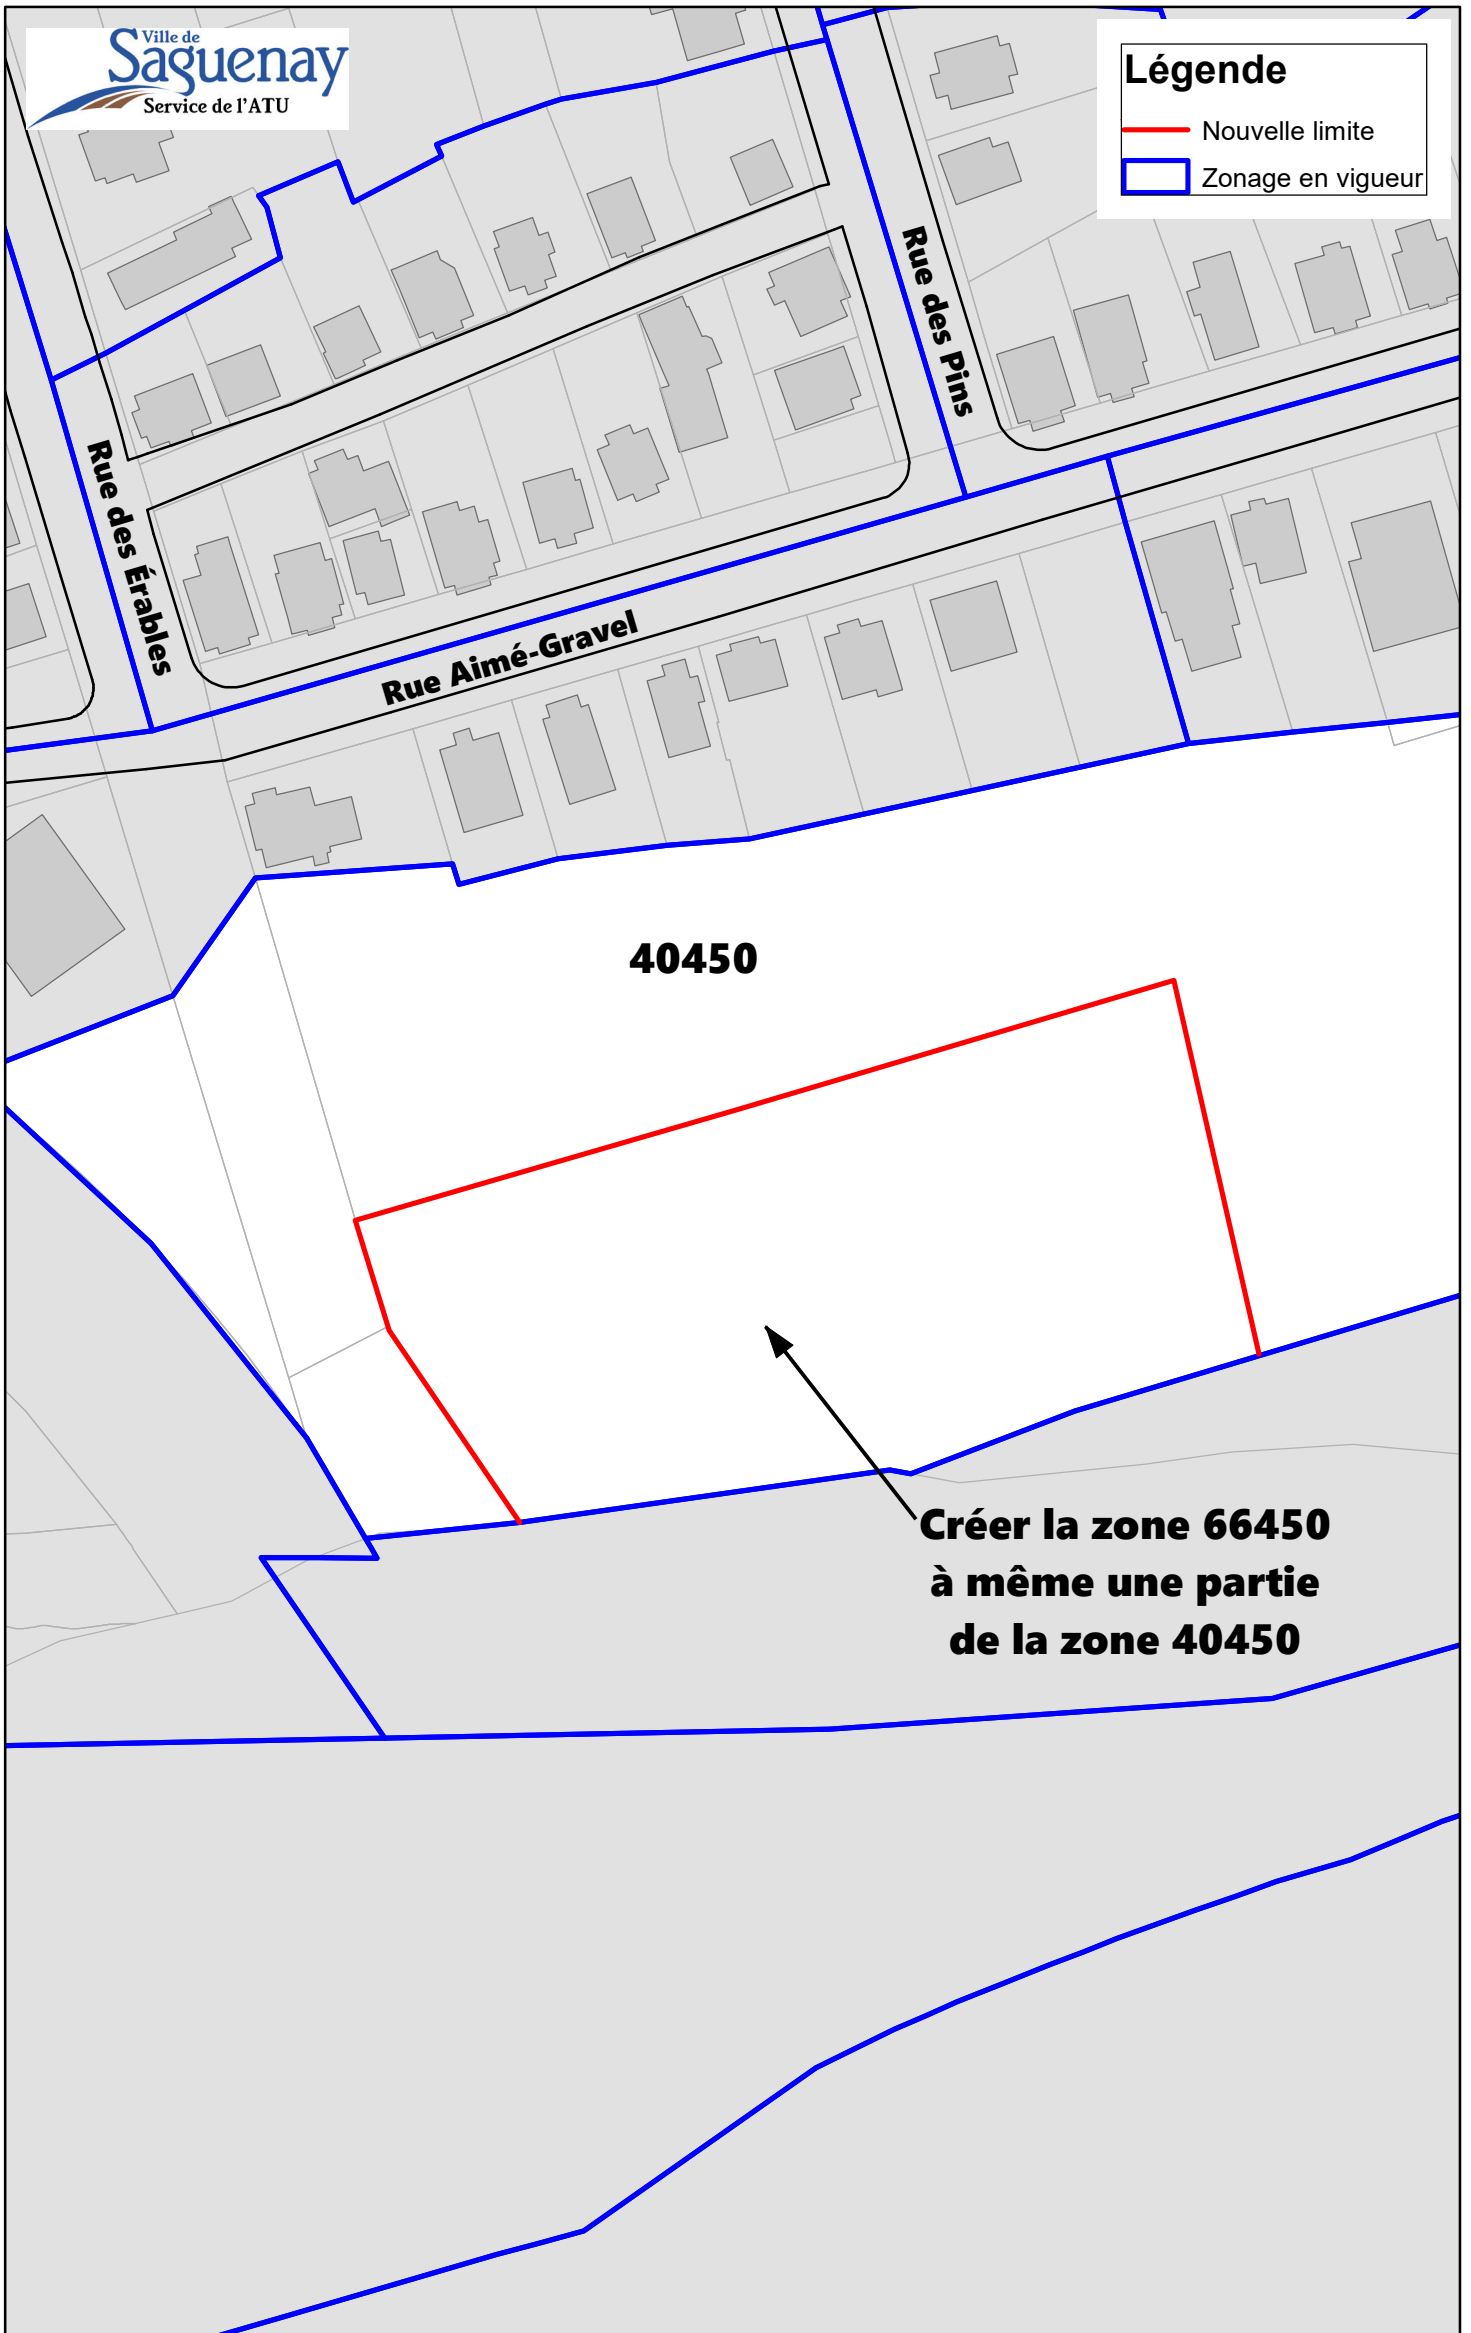 Ville de
Saguenay
Service de l'ATU
Légende
Nouvelle limite
Zonage en vigueur
Rue des Pins
Rue des Érables
Rue Aimé-Gravel
40450
Créer la zone 66450
à même une partie
de la zone 40450